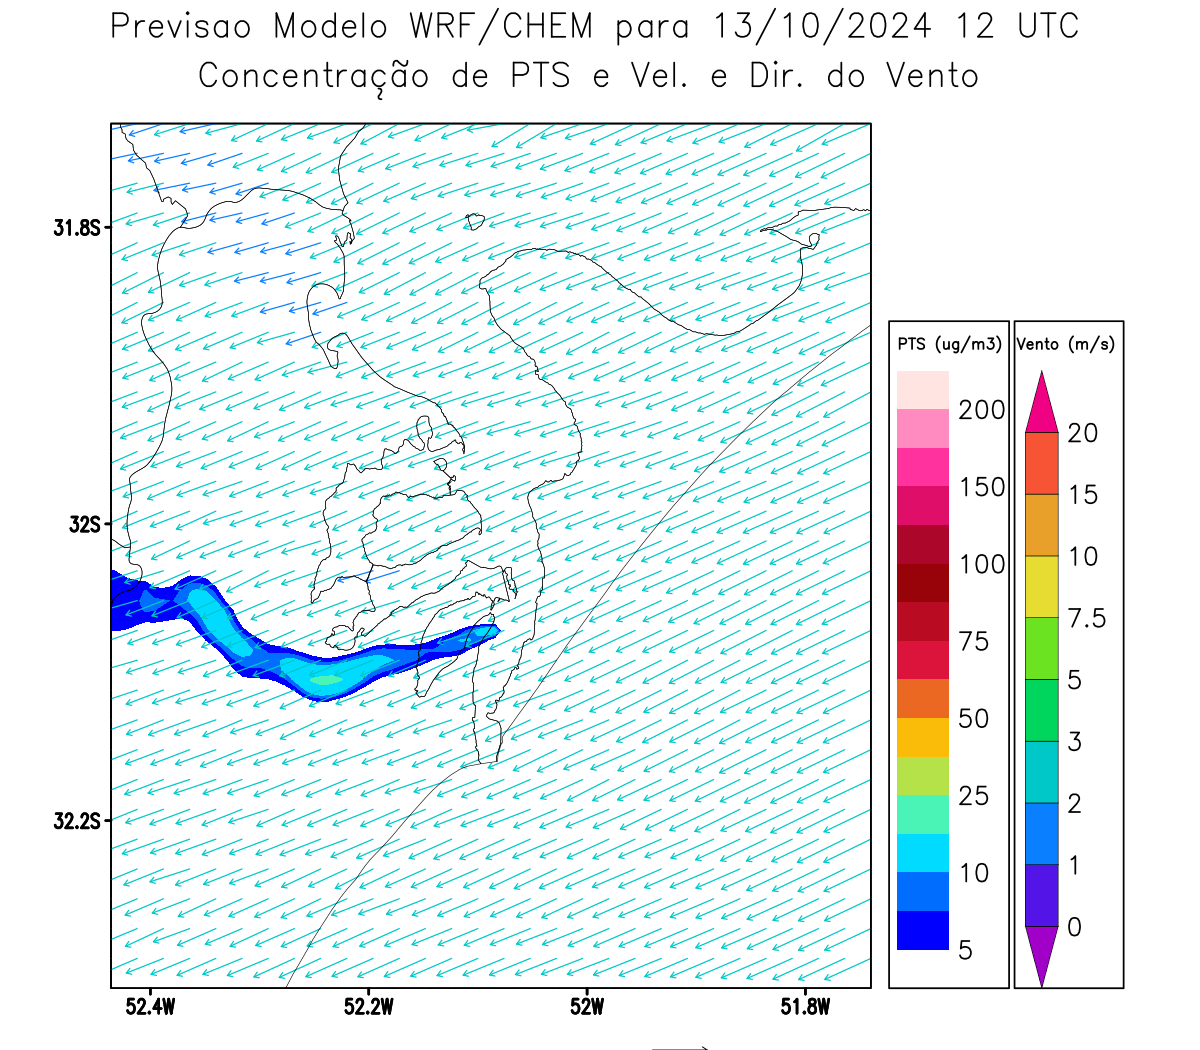 Previsao Modelo WRF/CHEM para 13/10/2024 12 UTC
Concentração de PTS e Vel. e Dir. do Vento
31.8S
32S
32.2S
52.4W
52.2W
52W
51.8W
PTS (ug/m3)
200
150
100
75
50
25
10
5
Vento (m/s)
20
15
10
7.5
5
3
2
1
0